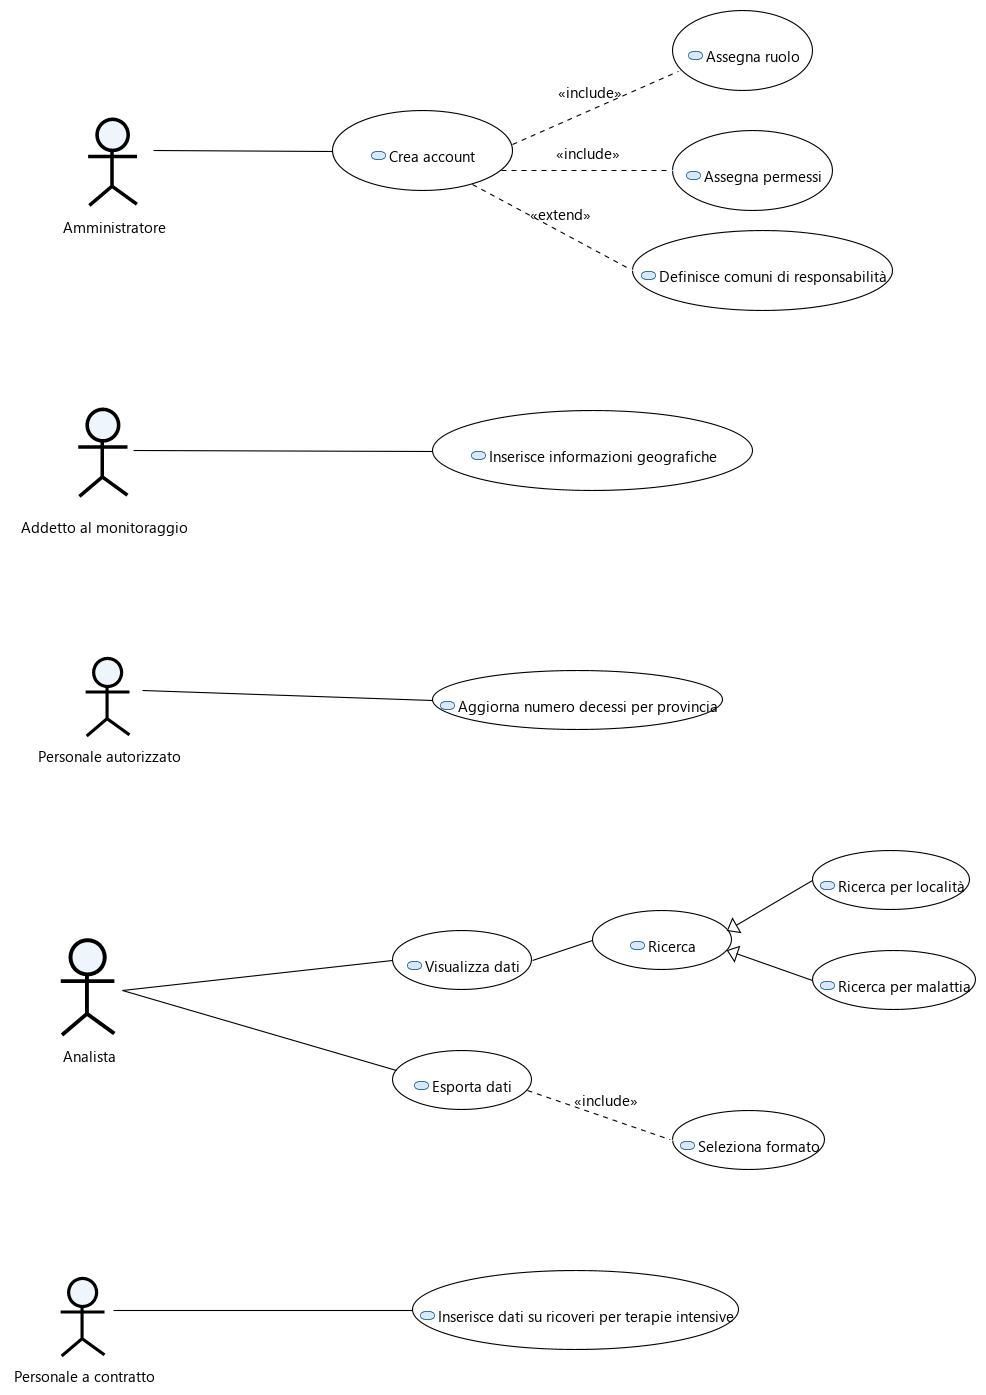 Assegna ruolo
«include»
Crea account
«include»
Assegna permessi
Amministratore
«extend»
Definisce comuni di responsabilità
Inserisce informazioni geografiche
Addetto al monitoraggio
Aggiorna numero decessi per provincia
Personale autorizzato
Ricerca per località
Ricerca
Visualizza dati
Ricerca per malattia
Analista
Esporta dati
«include»
Seleziona formato
Inserisce dati su ricoveri per terapie intensive
Personale a contratto